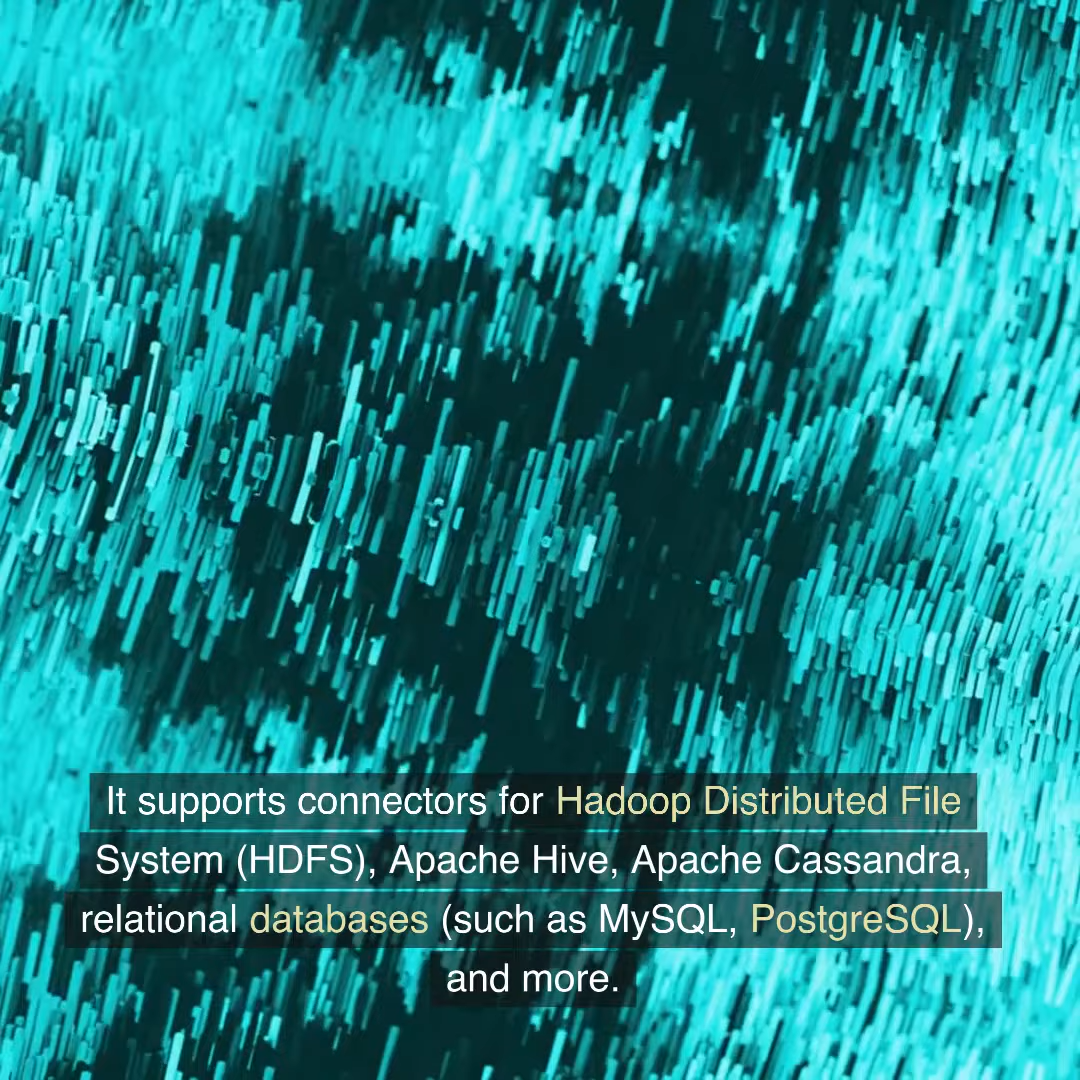 It supports connectors for Hadoop Distributed File
System (HDFS), Apache Hive, Apache Cassandra,
relational databases (such as MySQL, PostgreSQL),
and more.